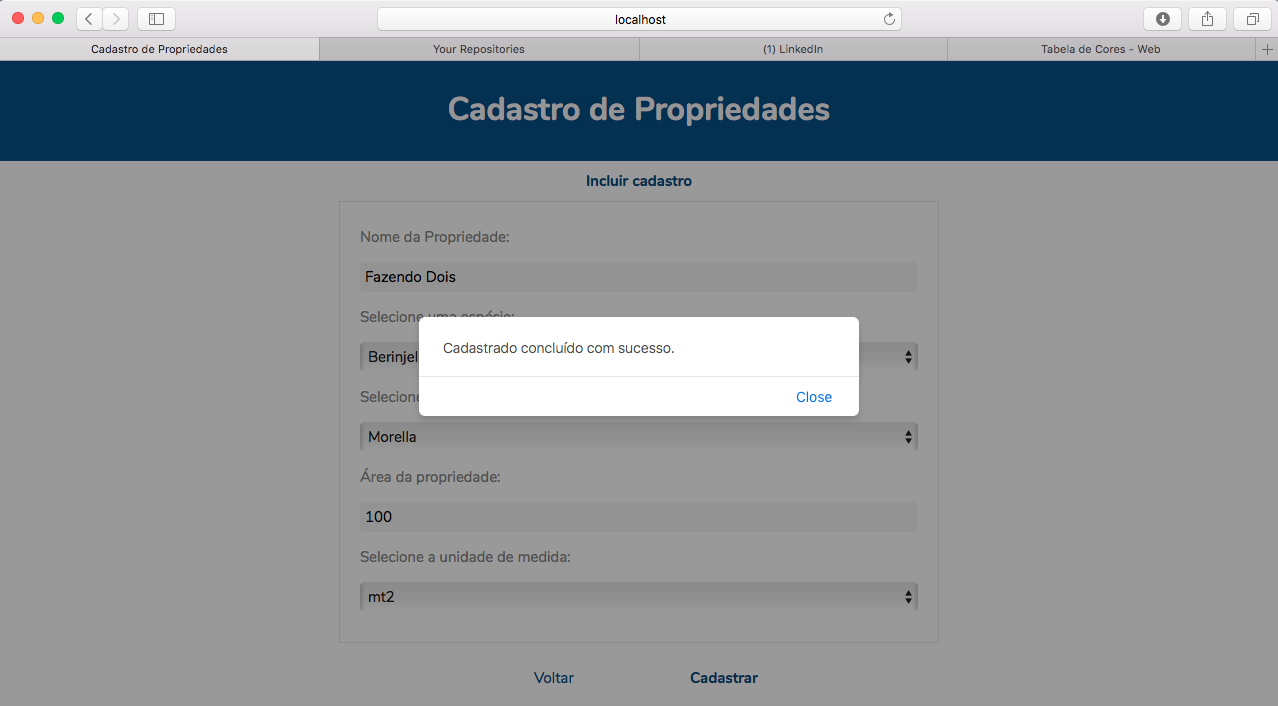 localhost
Cadastro de Propriedades
Your Repositories
(1) LinkedIn
Tabela de Cores - Web
Cadastro de Propriedades
Incluir cadastro
Nome da Propriedade:
Fazendo Dois
Selecione uma espécie:
Cadastrado concluído com sucesso.
Berinjel
Close
Selecione
Morella
Área da propriedade:
100
Selecione a unidade de medida:
mt2
Voltar
Cadastrar